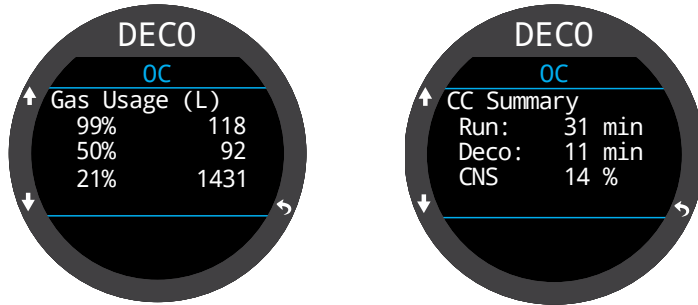 DECO
OC
Gas Usage (L)
99% 118
50% 92
21% 1431
DECO
OC
CC Summary
Run: 31 min
Deco: 11 min
CNS 14 %